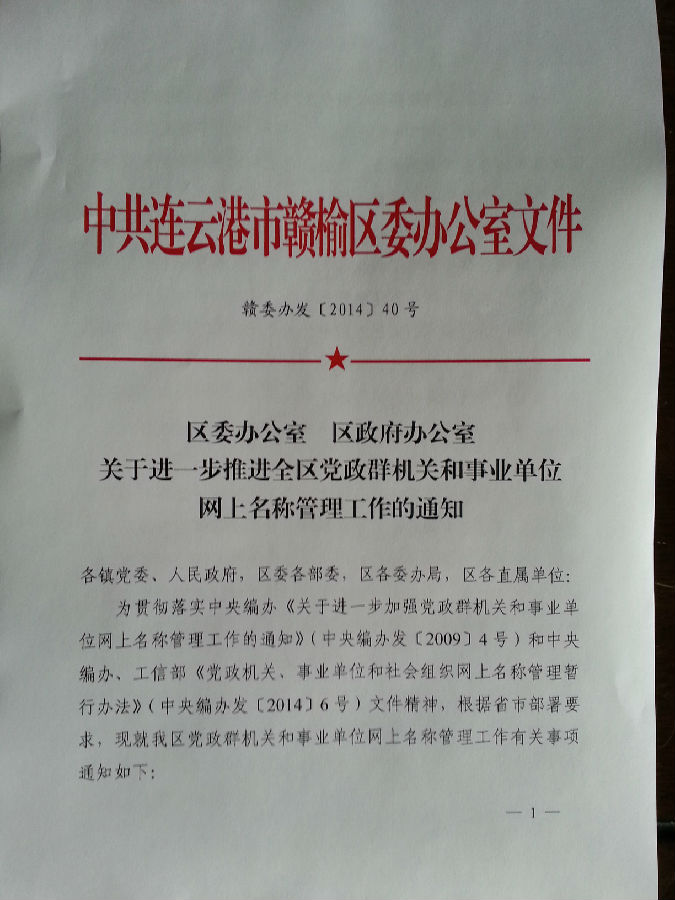 中共连云港市赣榆区委办公室文件
赣委办发〔2014〕40号
区委办公室　区政府办公室
关于进一步推进全区党政群机关和事业单位
网上名称管理工作的通知
各镇党委、人民政府，区委各部委，区各委办局，区各直属单位：
为贯彻落实中央编办《关于进一步加强党政群机关和事业单
位网上名称管理工作的通知》（中央编办发〔2009〕4号）和中央
编办、工信部《党政机关、事业单位和社会组织网上名称管理暂
行办法》（中央编办发〔2014〕6号）文件精神，根据省市部署要
求，现就我区党政群机关和事业单位网上名称管理工作有关事项
通知如下：
— 1 —